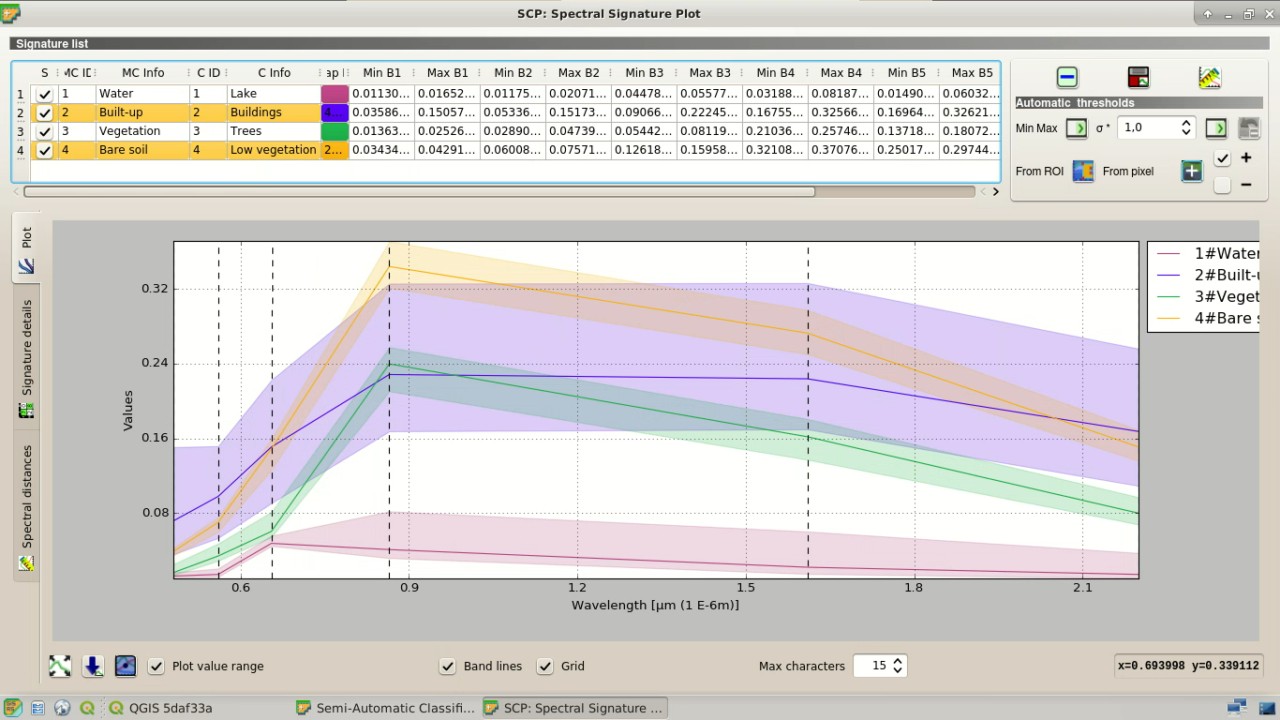 SCP: Spectral Signature Plot
Signature list
S MC ID MC Info C ID C Info Min B1 Max B1 Min B2 Max B2 Min B3 Max B3 Min B4 Max B4 Min B5 Max B5
1 1 Water 1 Lake 0.01130... 0.01652... 0.01175... 0.02071... 0.04478... 0.05577... 0.03188... 0.08187... 0.01490... 0.06032...
2 2 Built-up 2 Buildings 4... 0.03586... 0.15057... 0.05336... 0.15173... 0.09066... 0.22245... 0.16755... 0.32566... 0.16964... 0.32621...
3 3 Vegetation 3 Trees 0.01363... 0.02526... 0.02890... 0.04739... 0.05442... 0.08119... 0.21036... 0.25746... 0.13718... 0.18072...
4 4 Bare soil 4 Low vegetation 2... 0.03434... 0.04291... 0.06008... 0.07571... 0.12618... 0.15958... 0.32108... 0.37076... 0.25017... 0.29744...
Automatic thresholds
Min Max σ* 1,0
From ROI From pixel
Plot
Signature details
Spectral distances
Values
0.32
0.24
0.16
0.08
0.6 0.9 1.2 1.5 1.8 2.1
Wavelength [µm (1 E-6m)]
1#Water
2#Built-u
3#Veget
4#Bare s
Plot value range Band lines Grid Max characters 15 x=0.693998 y=0.339112
QGIS 5daf33a Semi-Automatic Classifi... SCP: Spectral Signature ...